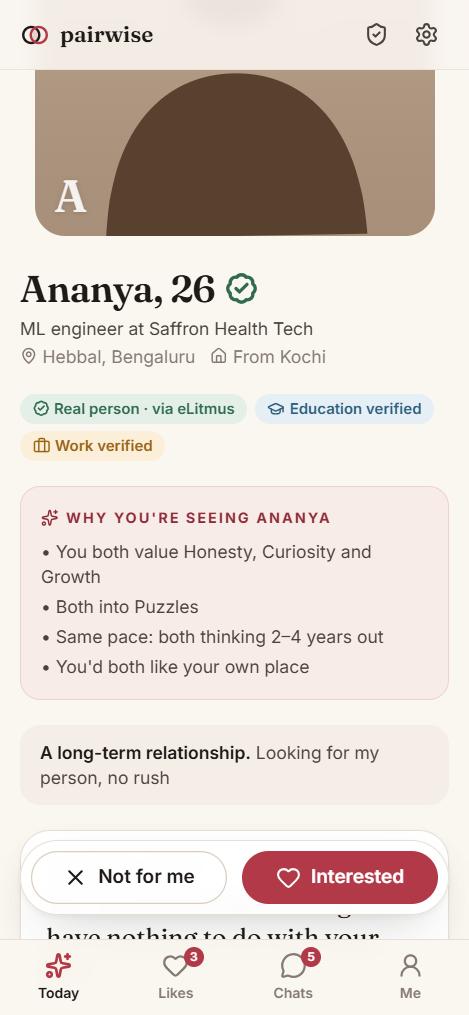 pairwise
A
Ananya, 26
ML engineer at Saffron Health Tech
Hebbal, Bengaluru From Kochi
Real person · via eLitmus Education verified
Work verified
WHY YOU'RE SEEING ANANYA
• You both value Honesty, Curiosity and
Growth
• Both into Puzzles
• Same pace: both thinking 2–4 years out
• You'd both like your own place
A long-term relationship. Looking for my
person, no rush
Not for me Interested
have nothing to do with your
3 5
Today Likes Chats Me